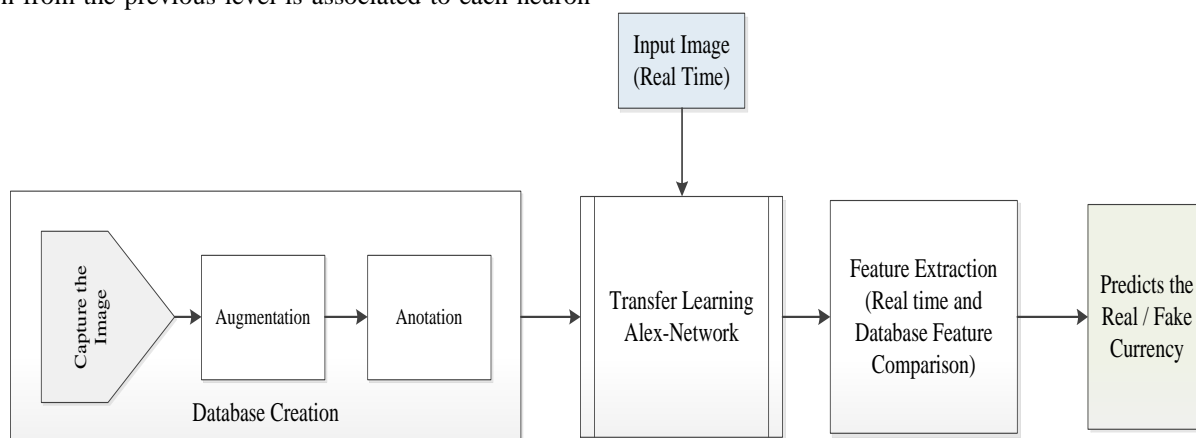 from the previous level is associated to each neuron
Input Image
(Real Time)
Capture the
Image
Augmentation
Anotation
Database Creation
Transfer Learning
Alex-Network
Feature Extraction
(Real time and
Database Feature
Comparison)
Predicts the
Real / Fake
Currency